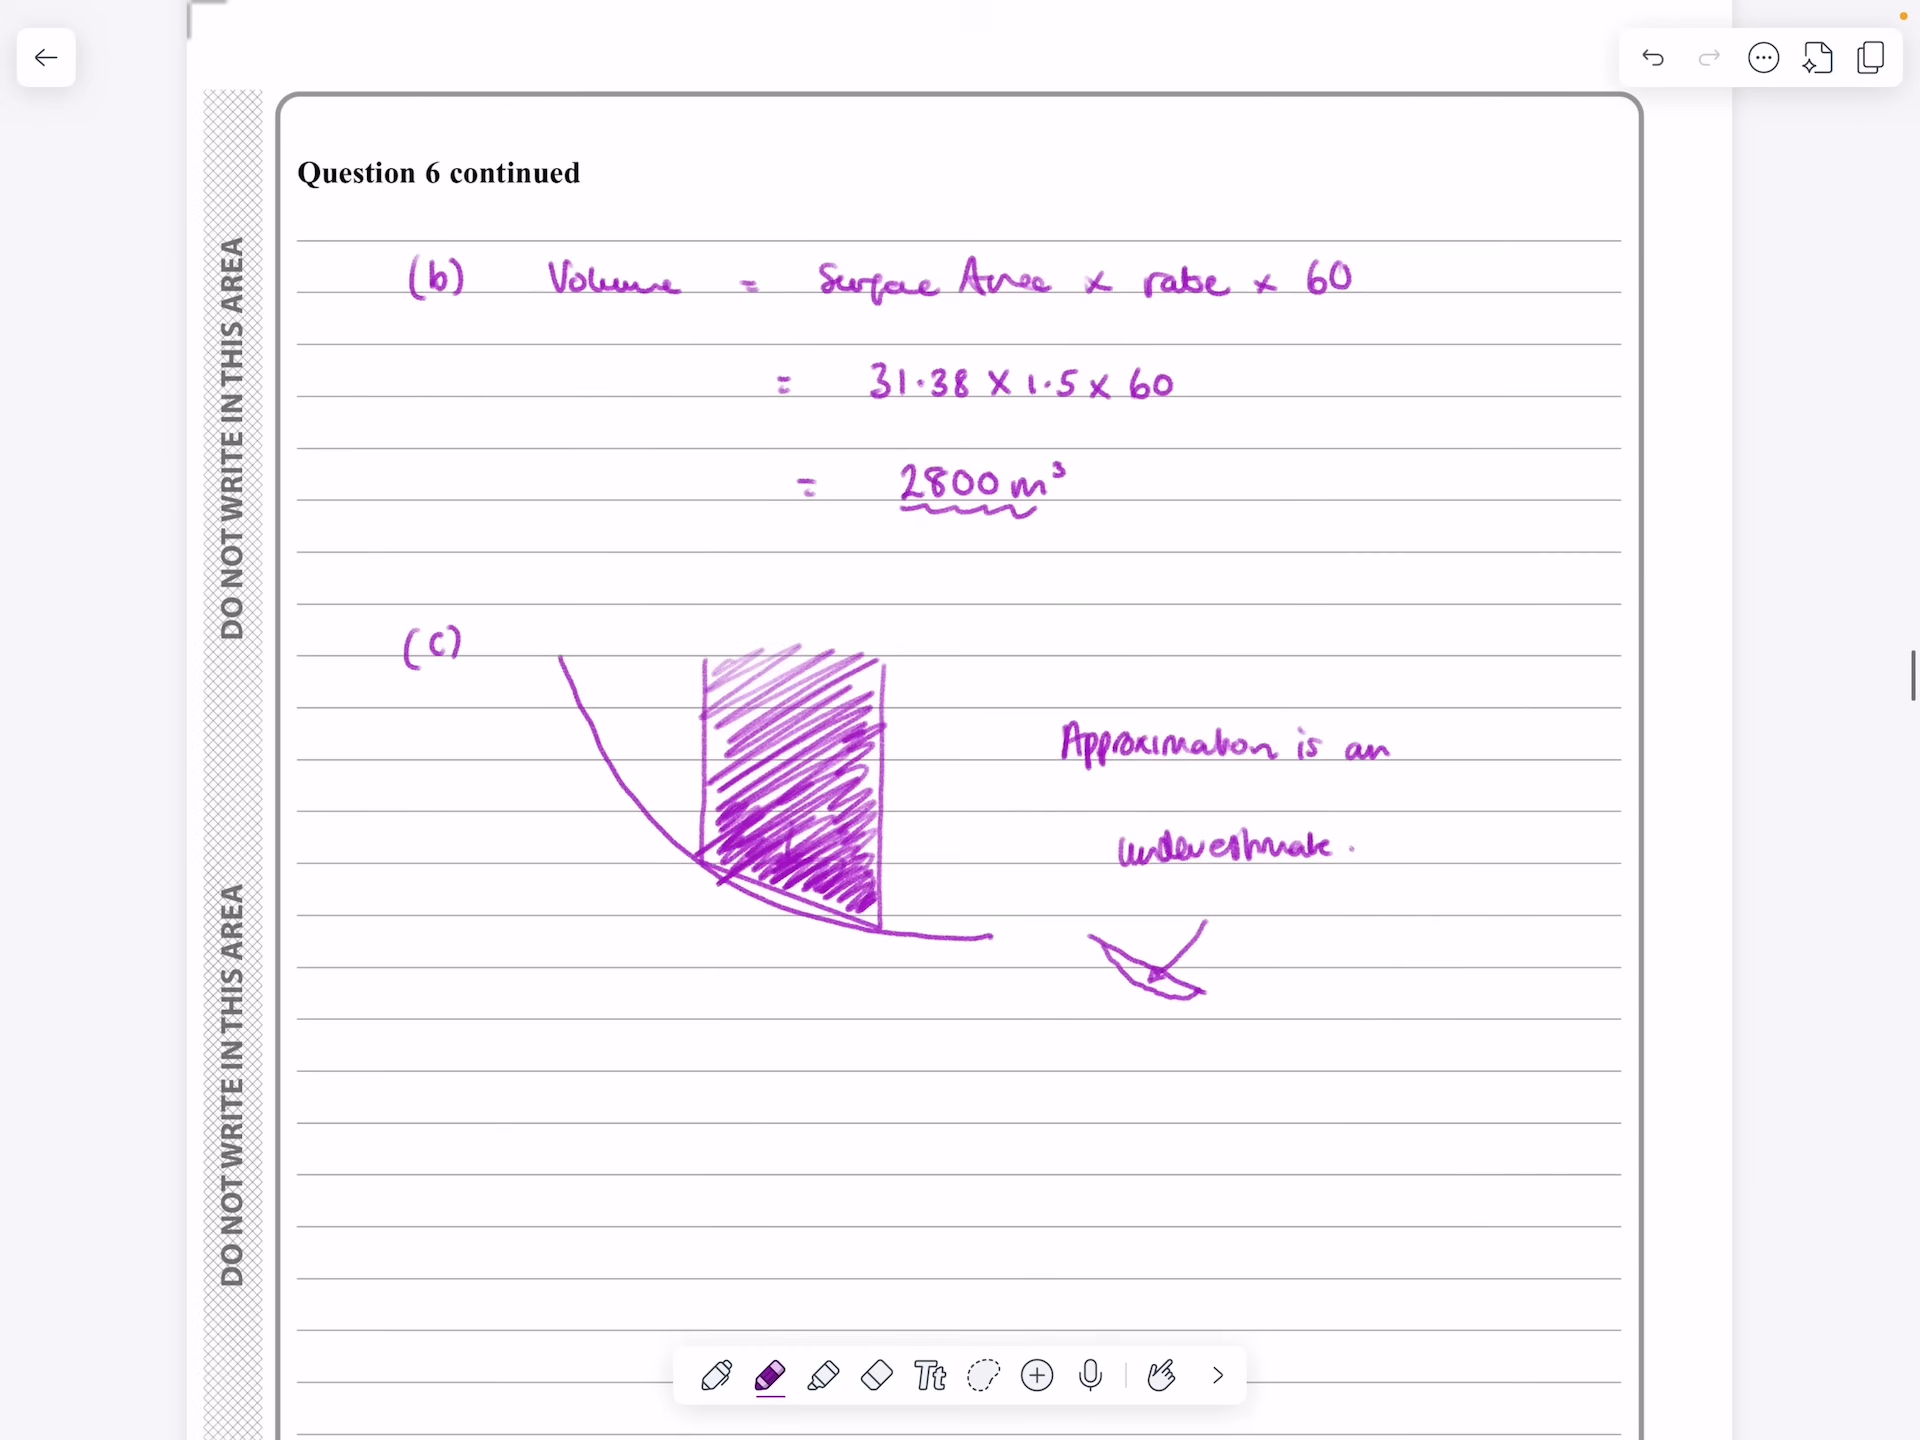 Question 6 continued
(b) Volume = Surface Area × rate × 60
= 31.38 × 1.5 × 60
= 2800 m³
(c)
Approximation is an
underestimate.
DO NOT WRITE IN THIS AREA
DO NOT WRITE IN THIS AREA
Tt